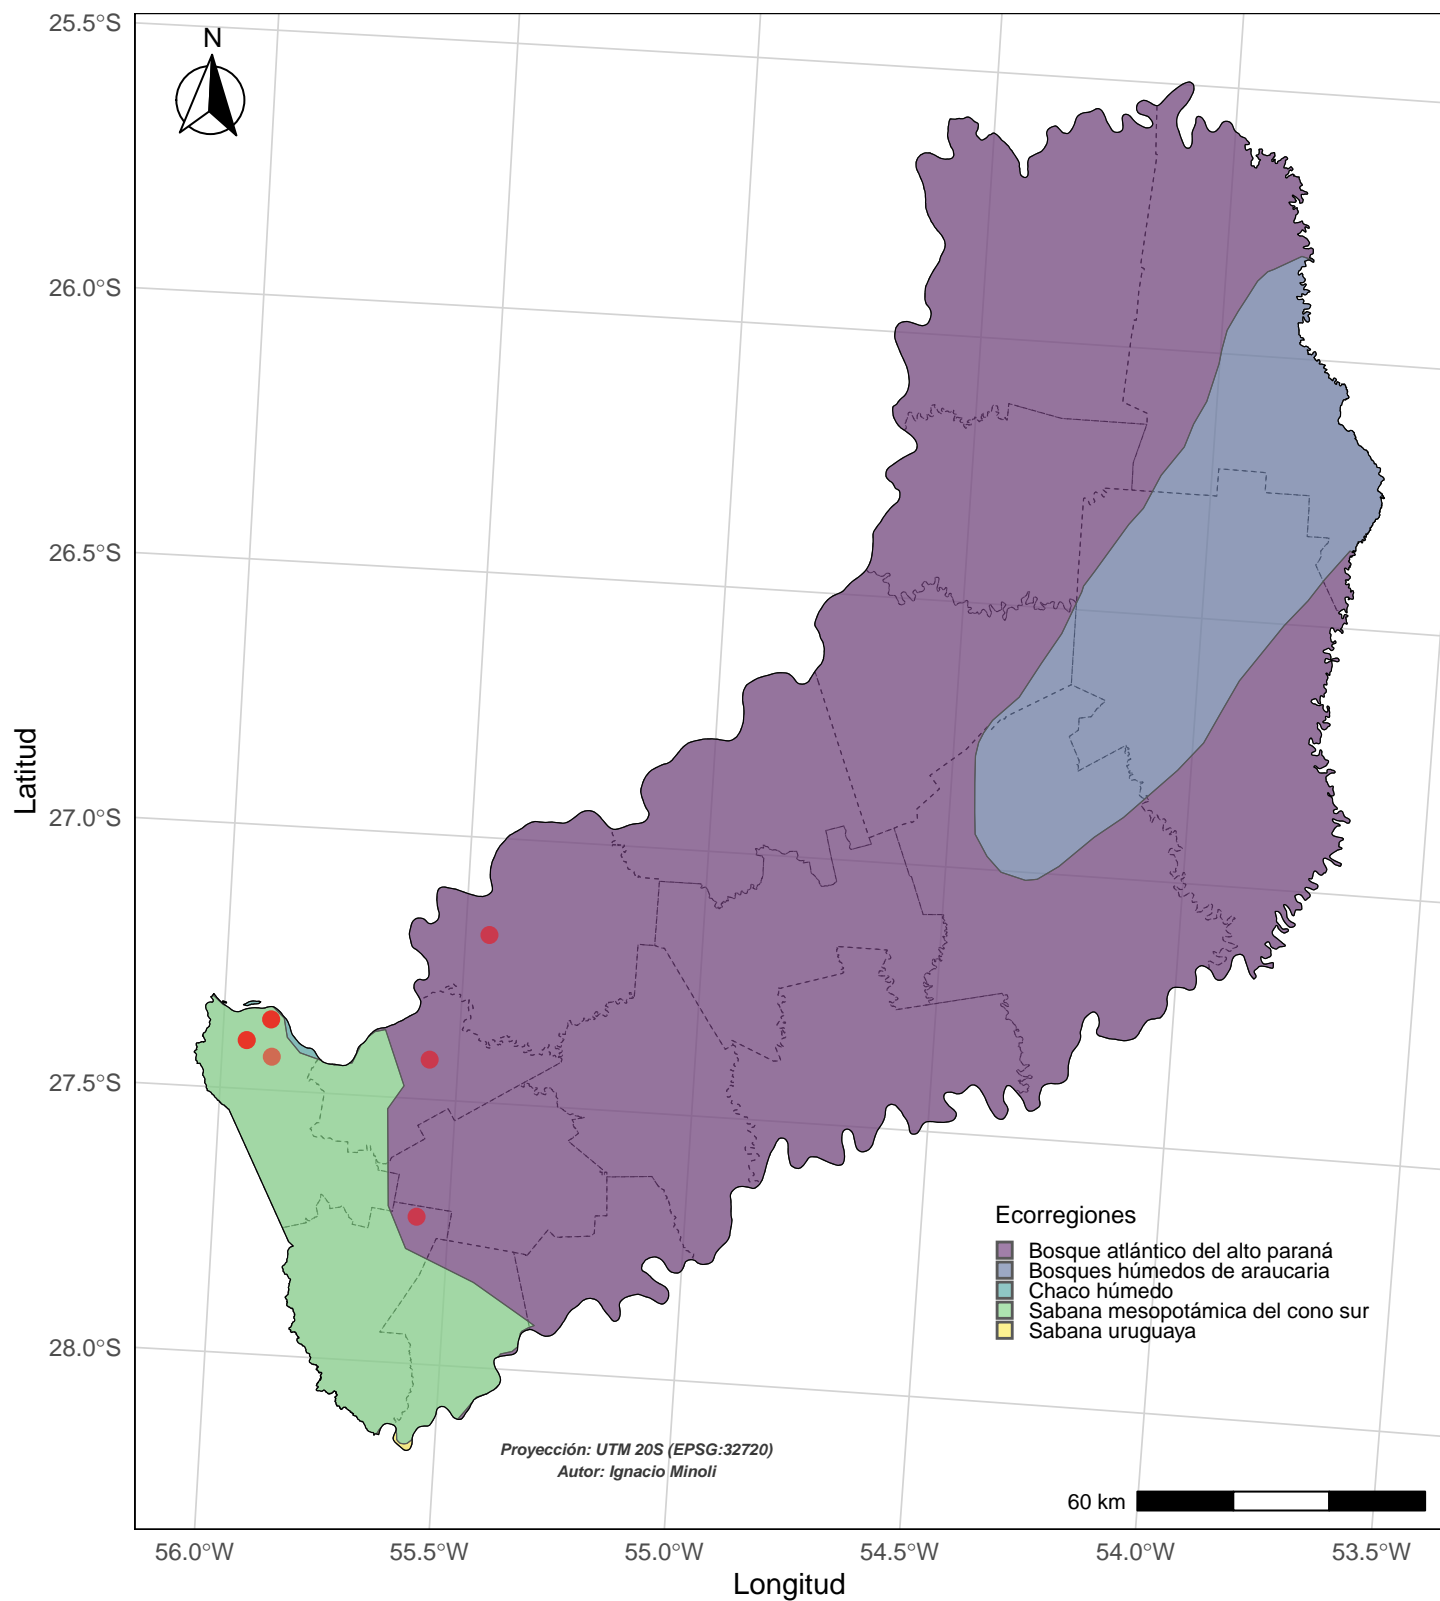 25.5°S
N
26.0°S
26.5°S
Latitud
27.0°S
27.5°S
Ecorregiones
Bosque atlántico del alto paraná
Bosques húmedos de araucaria
Chaco húmedo
Sabana mesopotámica del cono sur
Sabana uruguaya
28.0°S
Proyección: UTM 20S (EPSG:32720)
Autor: Ignacio Minoli
60 km
56.0°W 55.5°W 55.0°W 54.5°W 54.0°W 53.5°W
Longitud